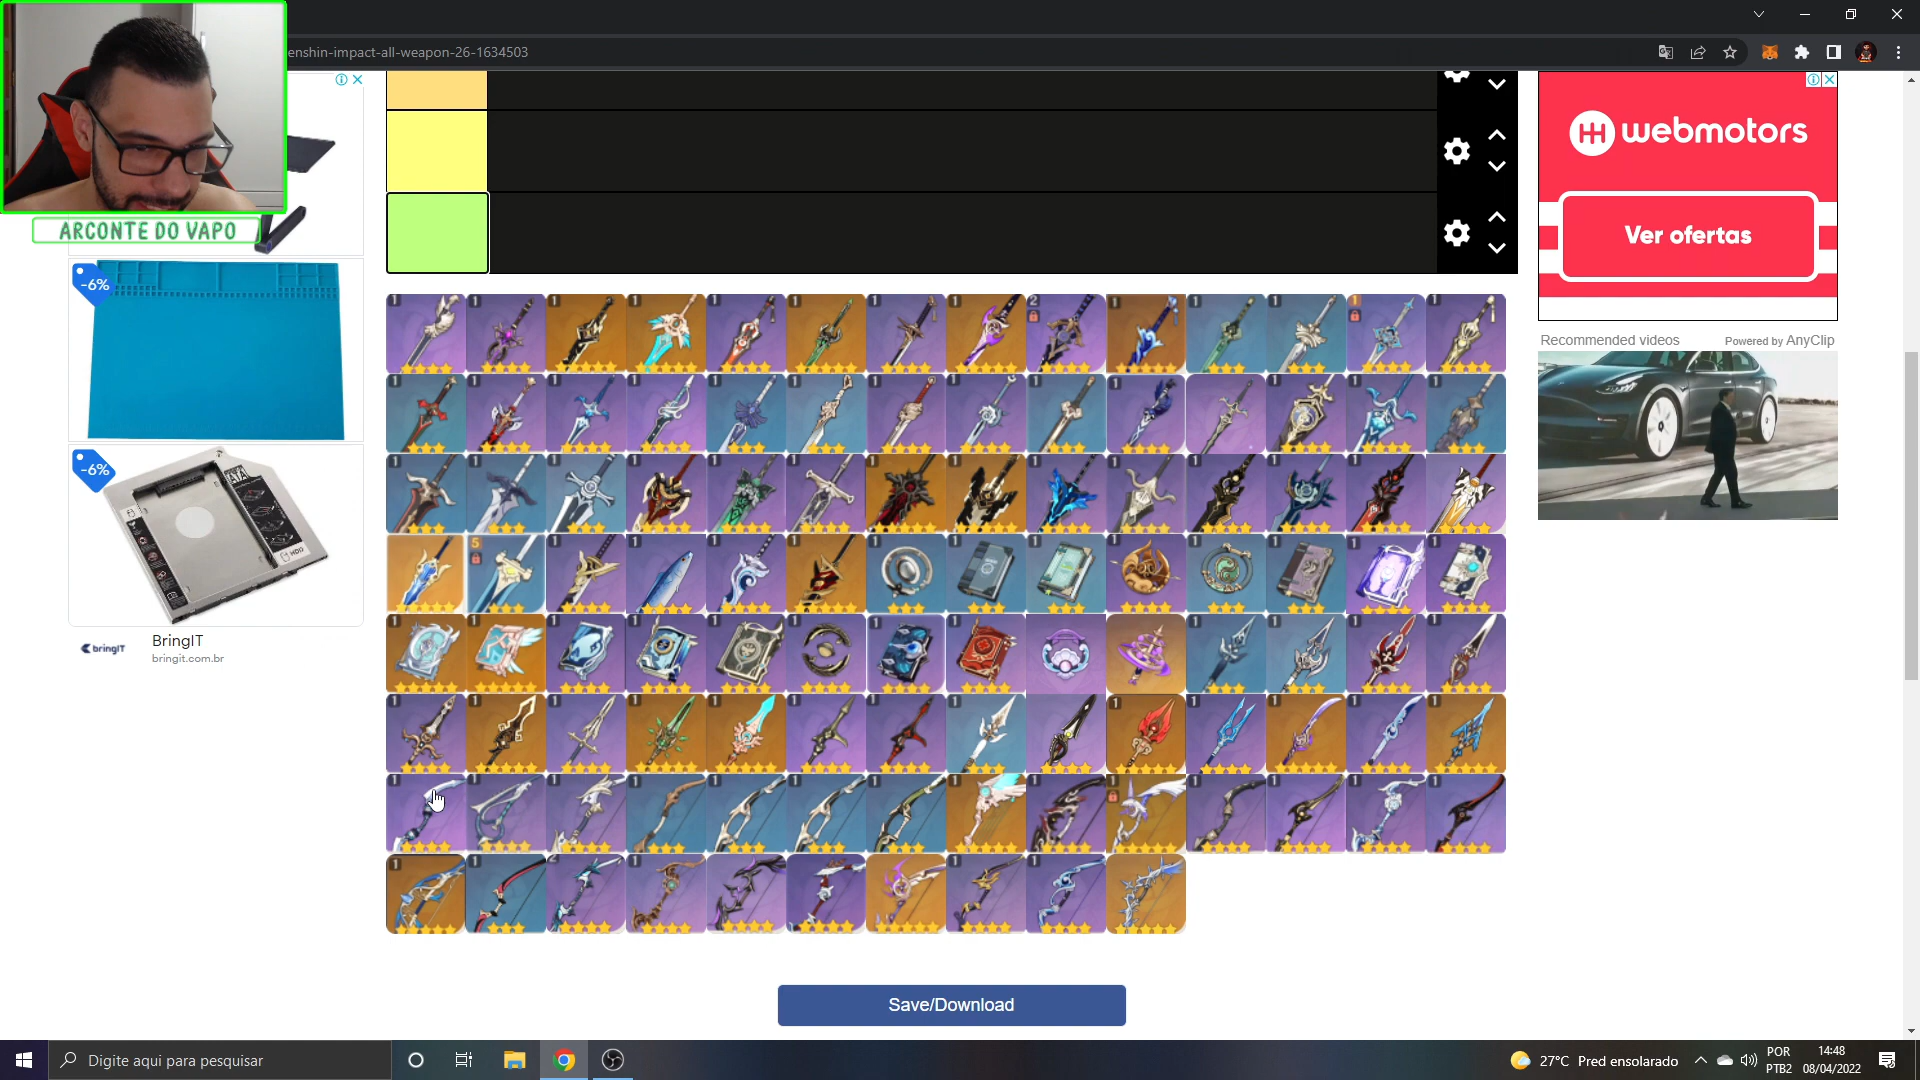 enshin-impact-all-weapon-26-1634503
ARCONTE DO VAPO
-6%
-6%
bringIT
BringIT
bringit.com.br
webmotors
Ver ofertas
Recommended videos
Powered by AnyClip
Save/Download
Digite aqui para pesquisar
27°C Pred ensolarado
POR
PTB2
14:48
08/04/2022